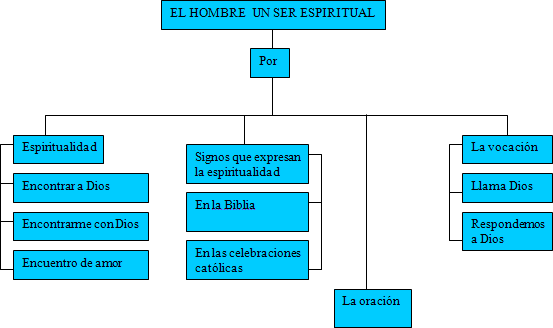 EL HOMBRE UN SER ESPIRITUAL
Por
Espiritualidad
Encontrar a Dios
Encontrarme con Dios
Encuentro de amor
Signos que expresan
la espiritualidad
En la Biblia
En las celebraciones
católicas
La oración
La vocación
Llama Dios
Respondemos
a Dios